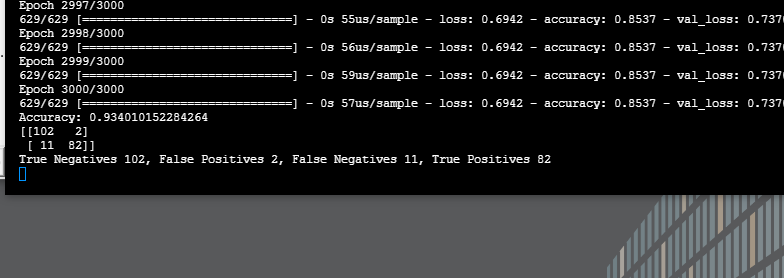 Epoch 2997/3000
629/629 [==============================] - 0s 55us/sample - loss: 0.6942 - accuracy: 0.8537 - val_loss: 0.737
Epoch 2998/3000
629/629 [==============================] - 0s 56us/sample - loss: 0.6942 - accuracy: 0.8537 - val_loss: 0.737
Epoch 2999/3000
629/629 [==============================] - 0s 59us/sample - loss: 0.6942 - accuracy: 0.8537 - val_loss: 0.737
Epoch 3000/3000
629/629 [==============================] - 0s 57us/sample - loss: 0.6942 - accuracy: 0.8537 - val_loss: 0.737
Accuracy: 0.934010152284264
[[102   2]
 [ 11  82]]
True Negatives 102, False Positives 2, False Negatives 11, True Positives 82